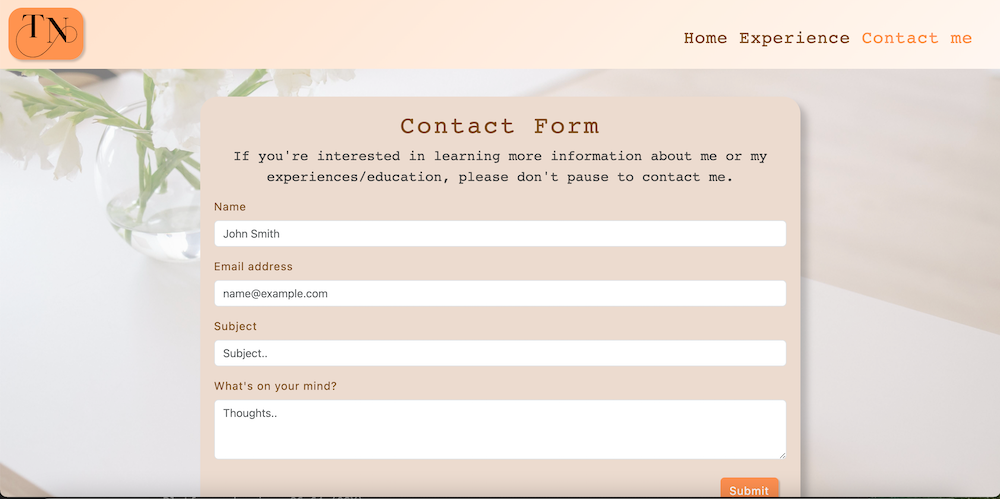 TN
Home Experience Contact me
Contact Form
If you're interested in learning more information about me or my
experiences/education, please don't pause to contact me.
Name
John Smith
Email address
name@example.com
Subject
Subject..
What's on your mind?
Thoughts..
Submit